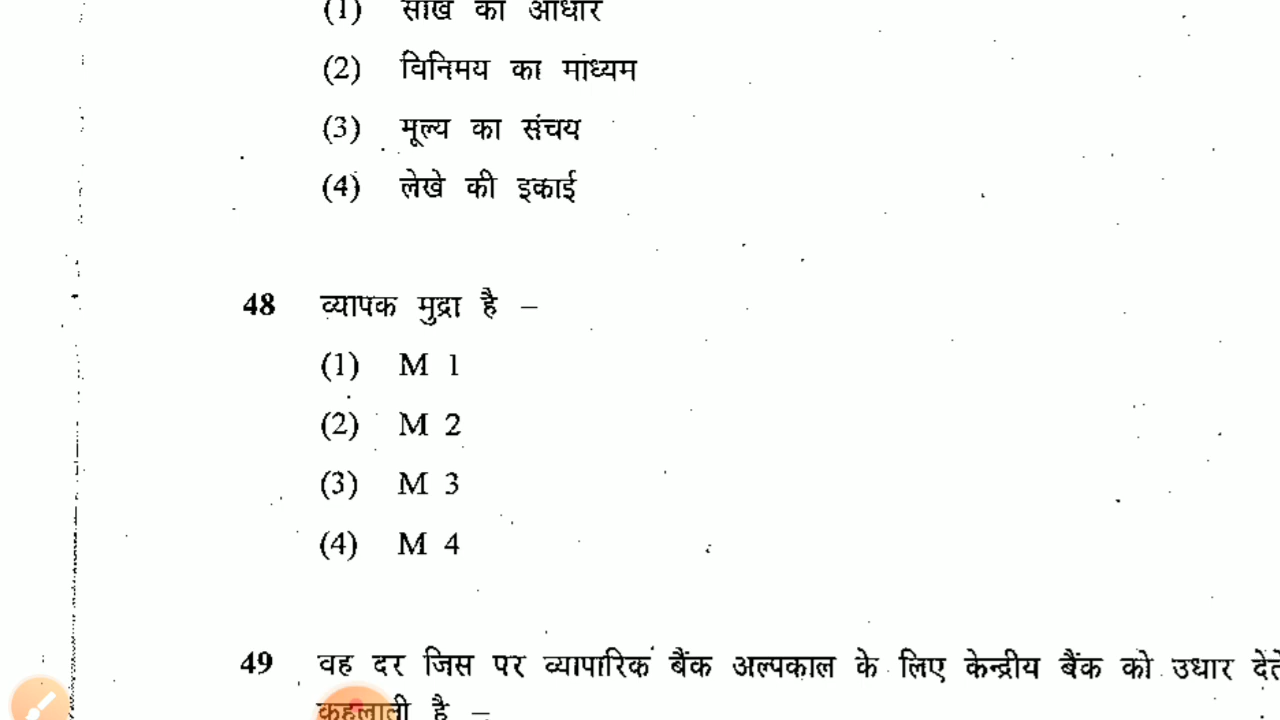 (1) साख का आधार
(2) विनिमय का माध्यम
(3) मूल्य का संचय
(4) लेखे की इकाई
48 व्यापक मुद्रा है –
(1) M 1
(2) M 2
(3) M 3
(4) M 4
49 वह दर जिस पर व्यापारिक बैंक अल्पकाल के लिए केन्द्रीय बैंक को उधार देते
कहलाती है –